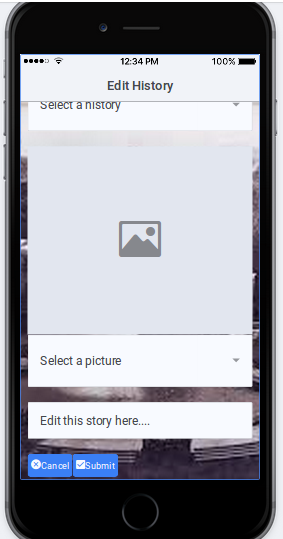 12:34 PM
100%
Edit History
Select a history
Select a picture
Edit this story here....
Cancel
Submit